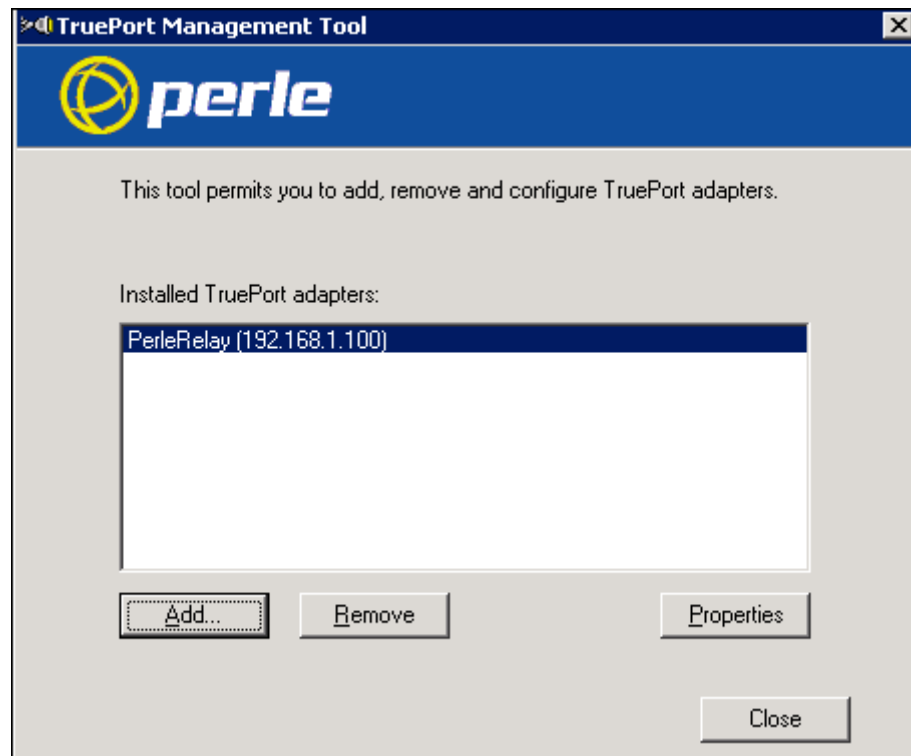 TruePort Management Tool
perle
This tool permits you to add, remove and configure TruePort adapters.
Installed TruePort adapters:
PerleRelay (192.168.1.100)
Add... Remove Properties
Close